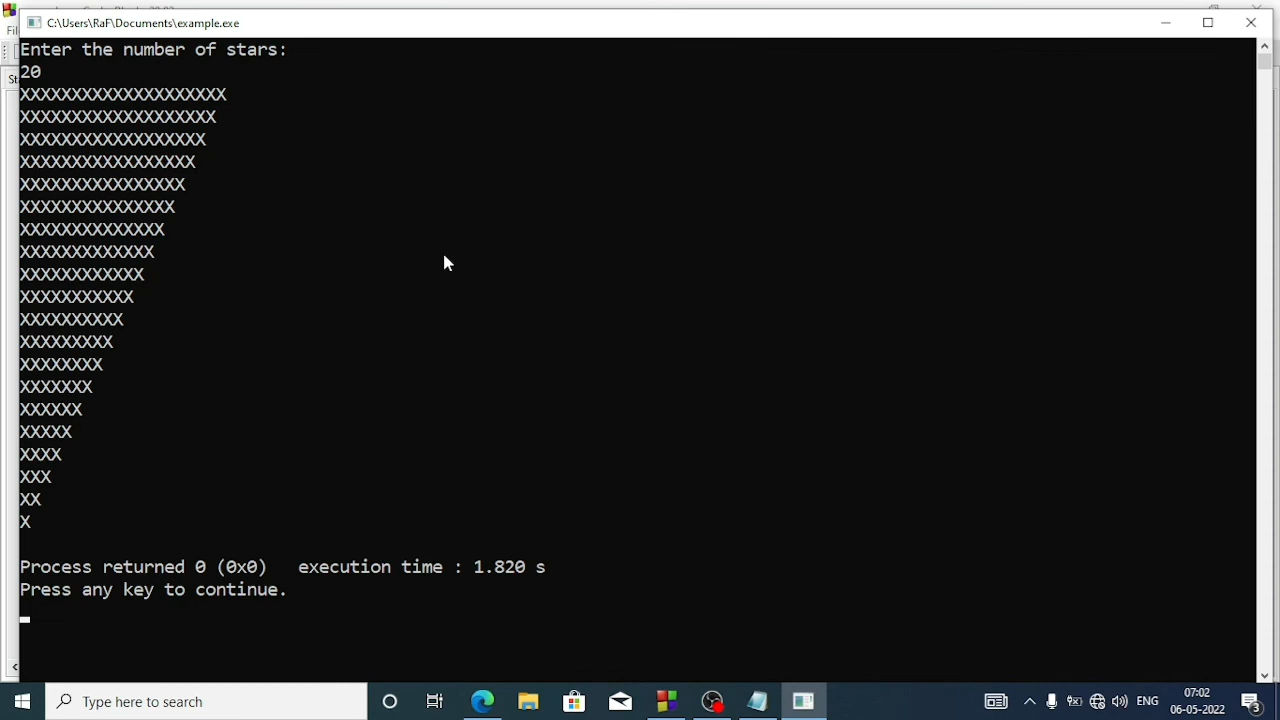 C:\Users\RaF\Documents\example.exe
Enter the number of stars:
20
XXXXXXXXXXXXXXXXXXXX
XXXXXXXXXXXXXXXXXXX
XXXXXXXXXXXXXXXXXX
XXXXXXXXXXXXXXXXX
XXXXXXXXXXXXXXXX
XXXXXXXXXXXXXXX
XXXXXXXXXXXXXX
XXXXXXXXXXXXX
XXXXXXXXXXXX
XXXXXXXXXXX
XXXXXXXXXX
XXXXXXXXX
XXXXXXXX
XXXXXXX
XXXXXX
XXXXX
XXXX
XXX
XX
X
Process returned 0 (0x0)   execution time : 1.820 s
Press any key to continue.
Type here to search
ENG
07:02
06-05-2022
3